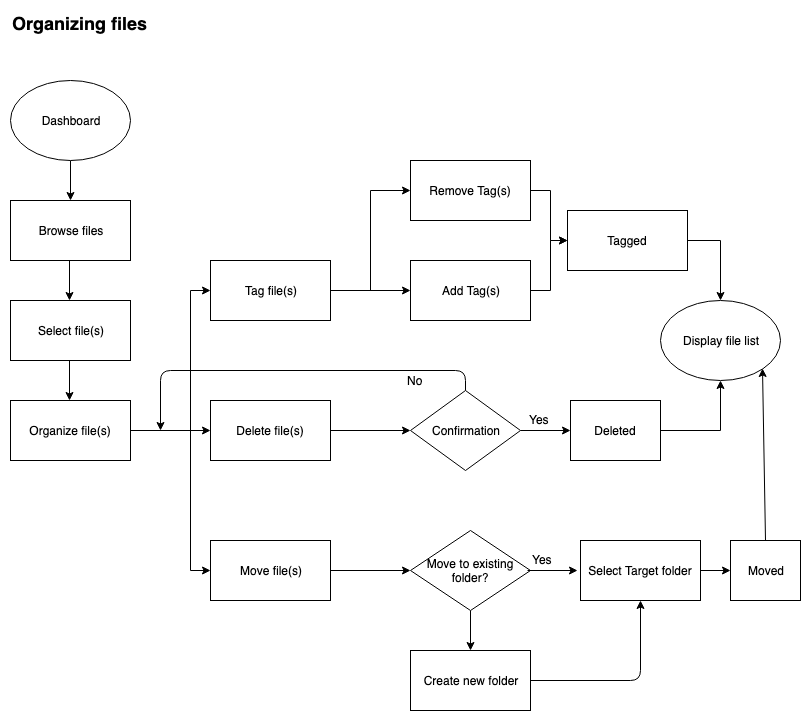 Organizing files
Dashboard
Browse files
Select file(s)
Organize file(s)
Tag file(s)
Remove Tag(s)
Add Tag(s)
Tagged
Display file list
No
Delete file(s)
Confirmation
Yes
Deleted
Move file(s)
Move to existing
folder?
Yes
Select Target folder
Moved
Create new folder